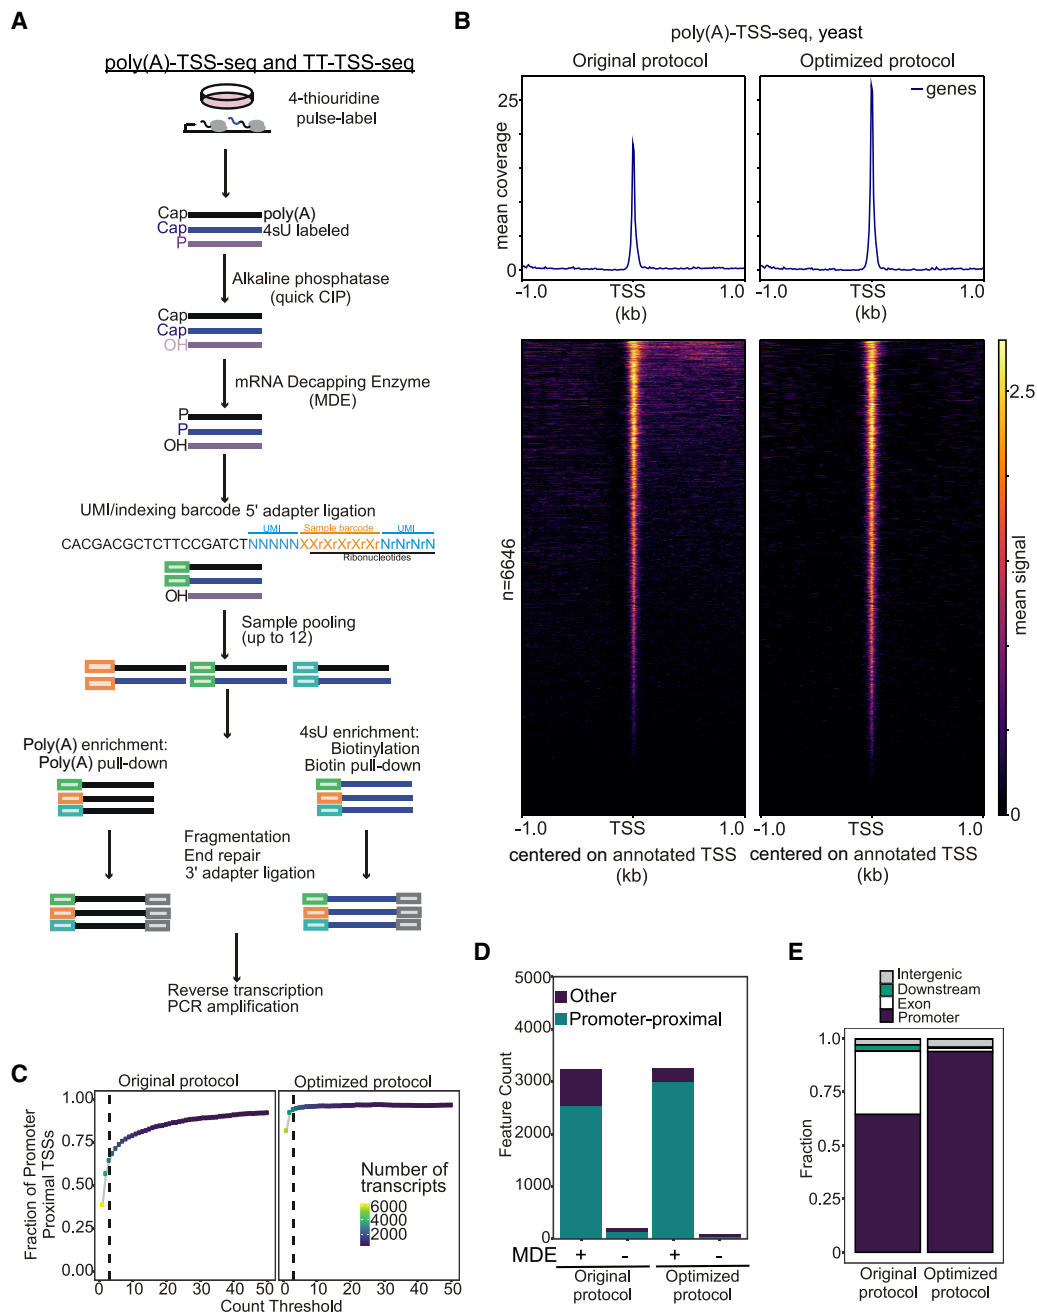 A
poly(A)-TSS-seq and TT-TSS-seq
4-thiouridine
pulse-label
Cap
poly(A)
Cap
4sU labeled
P
Alkaline phosphatase
(quick CIP)
Cap
Cap
OH
mRNA Decapping Enzyme
(MDE)
P
P
OH
UMI/indexing barcode 5' adapter ligation
UMI Sample barcode UMI
CACGACGCTCTTCCGATCTNNNNNXXrXrXrXrXrNrNrNrN
Ribonucleotides
OH
Sample pooling
(up to 12)
Poly(A) enrichment:
Poly(A) pull-down
4sU enrichment:
Biotinylation
Biotin pull-down
Fragmentation
End repair
3' adapter ligation
Reverse transcription
PCR amplification
B
poly(A)-TSS-seq, yeast
Original protocol Optimized protocol
genes
mean coverage
25
0
-1.0 TSS 1.0
(kb)
-1.0 TSS 1.0
(kb)
n=6646
2.5
mean signal
0
-1.0 TSS 1.0
centered on annotated TSS
(kb)
-1.0 TSS 1.0
centered on annotated TSS
(kb)
C
Original protocol Optimized protocol
Fraction of Promoter
Proximal TSSs
1.00
0.75
0.50
0.25
0.00
Number of
transcripts
6000
4000
2000
0 10 20 30 40 50
0 10 20 30 40 50
Count Threshold
D
Feature Count
5000
4000
3000
2000
1000
0
Other
Promoter-proximal
MDE + - + -
Original
protocol
Optimized
protocol
E
Intergenic
Downstream
Exon
Promoter
Fraction
1.0
0.75
0.5
0.25
0
Original
protocol
Optimized
protocol